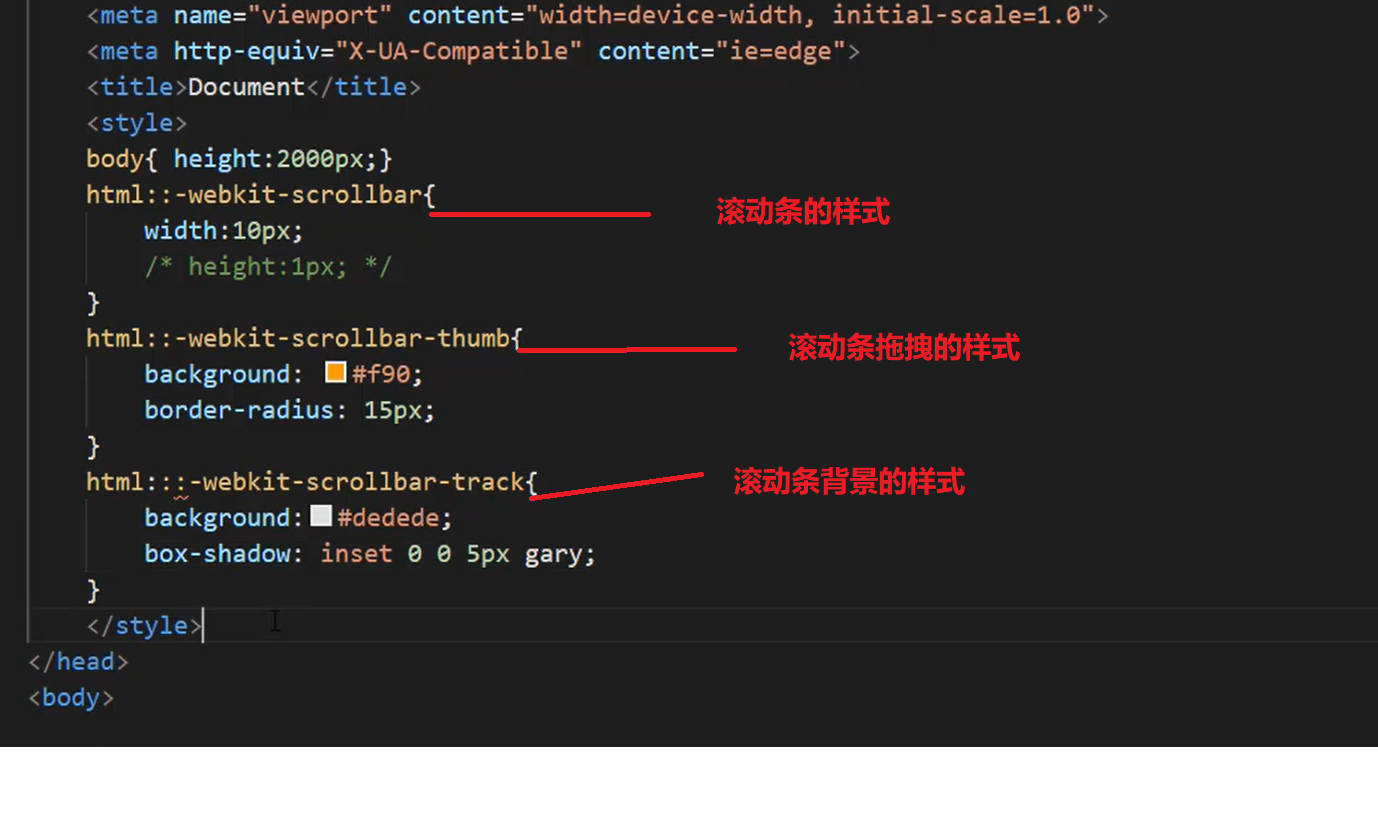 <meta name="viewport" content="width=device-width, initial-scale=1.0">
<meta http-equiv="X-UA-Compatible" content="ie=edge">
<title>Document</title>
<style>
body{ height:2000px;}
html::-webkit-scrollbar{
滚动条的样式
width:10px;
/* height:1px; */
}
html::-webkit-scrollbar-thumb{
滚动条拖拽的样式
background: #f90;
border-radius: 15px;
}
html:::-webkit-scrollbar-track{
滚动条背景的样式
background:#dedede;
box-shadow: inset 0 0 5px gary;
}
</style>
</head>
<body>